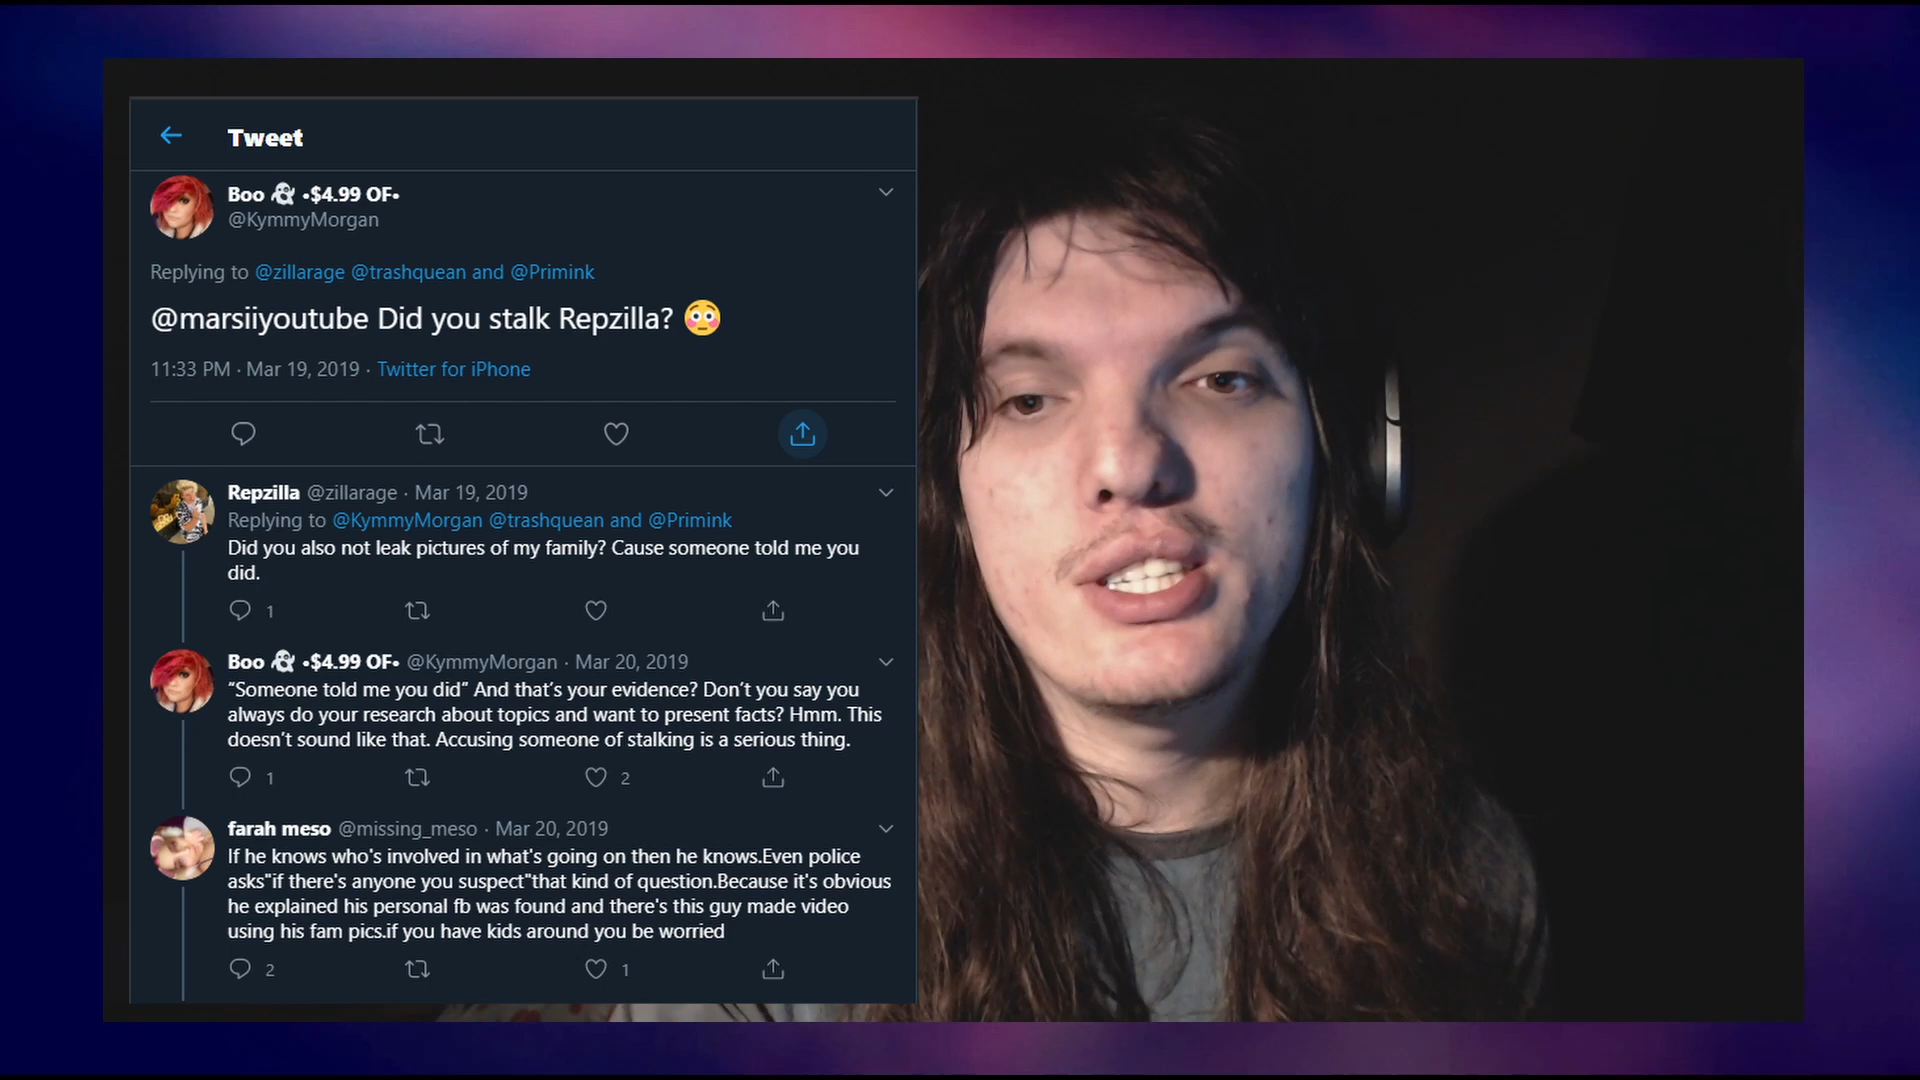 Tweet
Boo 👻 •$4.99 OF•
@KymmyMorgan
Replying to @zillarage @trashquean and @Primink
@marsiiyoutube Did you stalk Repzilla? 😳
11:33 PM · Mar 19, 2019 · Twitter for iPhone
Repzilla @zillarage · Mar 19, 2019
Replying to @KymmyMorgan @trashquean and @Primink
Did you also not leak pictures of my family? Cause someone told me you
did.
1
Boo 👻 •$4.99 OF• @KymmyMorgan · Mar 20, 2019
“Someone told me you did” And that’s your evidence? Don’t you say you
always do your research about topics and want to present facts? Hmm. This
doesn’t sound like that. Accusing someone of stalking is a serious thing.
1 2
farah meso @missing_meso · Mar 20, 2019
If he knows who's involved in what's going on then he knows.Even police
asks"if there's anyone you suspect"that kind of question.Because it's obvious
he explained his personal fb was found and there's this guy made video
using his fam pics.if you have kids around you be worried
2 1